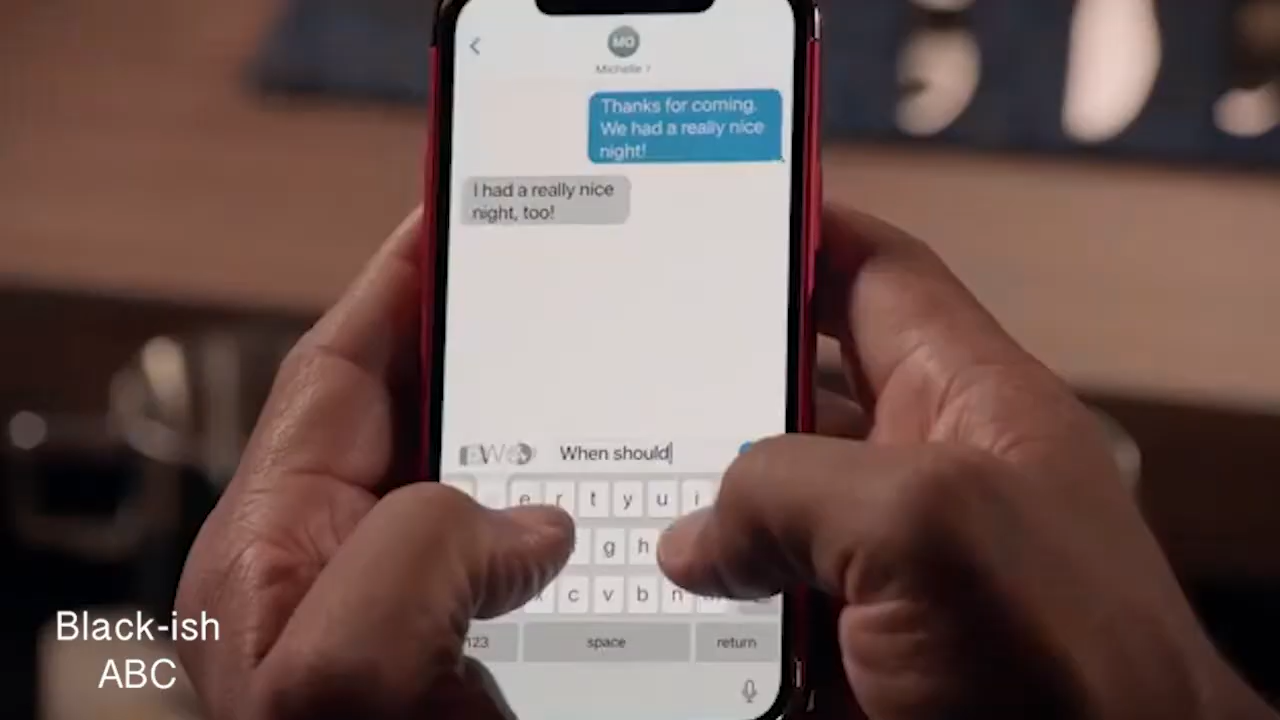 MO
Michelle ›
Thanks for coming.
We had a really nice
night!
I had a really nice
night, too!
When should
e r t y u i
g h
c v b n
123 space return
Black-ish
ABC